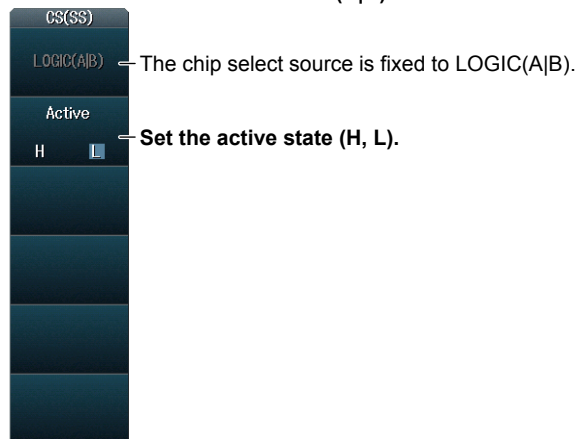 CS(SS)
LOGIC(A|B)
The chip select source is fixed to LOGIC(A|B).
Active
H L
Set the active state (H, L).